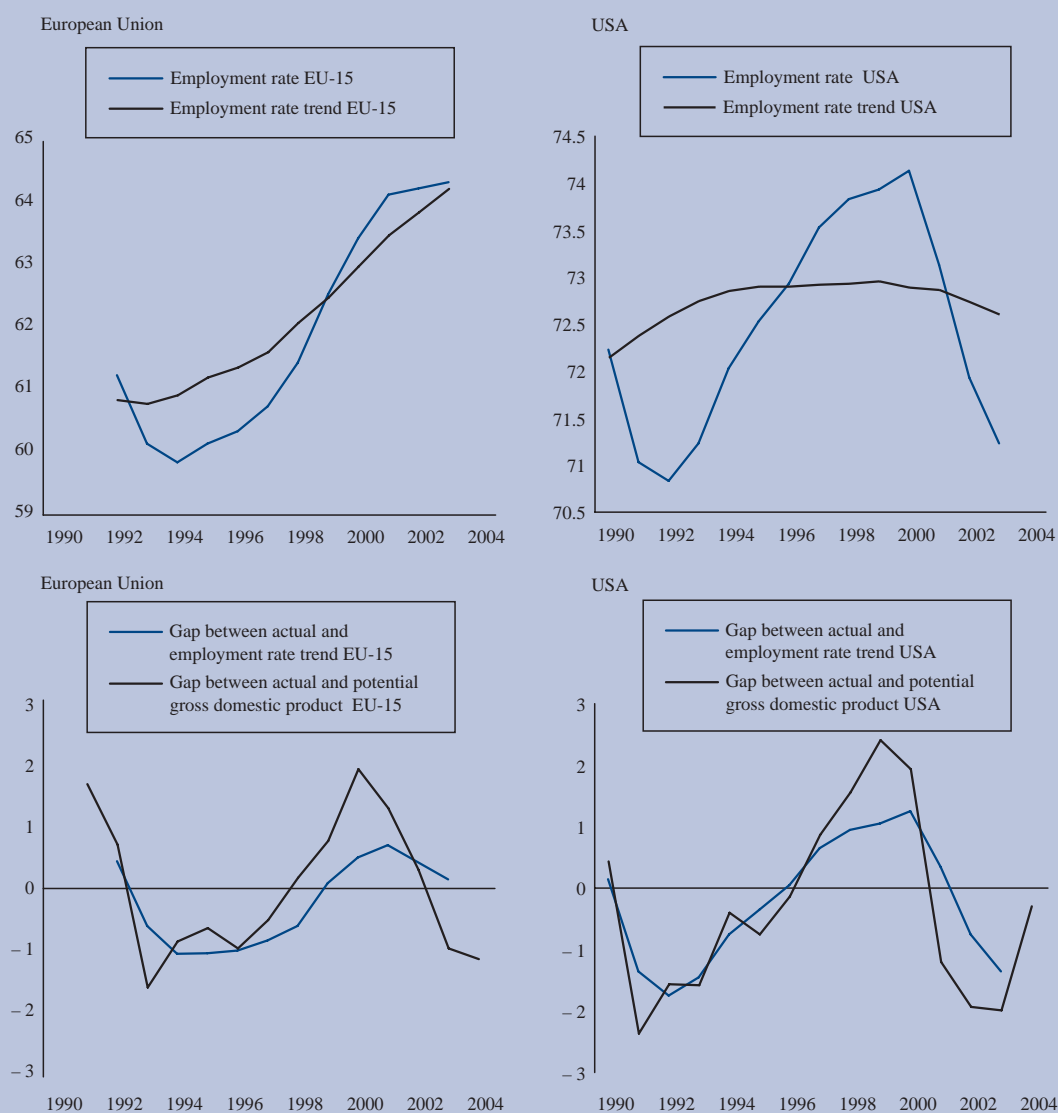 European Union
Employment rate EU-15
Employment rate trend EU-15
65
64
63
62
61
60
59
1990 1992 1994 1996 1998 2000 2002 2004
USA
Employment rate USA
Employment rate trend USA
74.5
74
73.5
73
72.5
72
71.5
71
70.5
1990 1992 1994 1996 1998 2000 2002 2004
European Union
Gap between actual and
employment rate trend EU-15
Gap between actual and potential
gross domestic product EU-15
3
2
1
0
– 1
– 2
– 3
1990 1992 1994 1996 1998 2000 2002 2004
USA
Gap between actual and
employment rate trend USA
Gap between actual and potential
gross domestic product USA
3
2
1
0
– 1
– 2
– 3
1990 1992 1994 1996 1998 2000 2002 2004